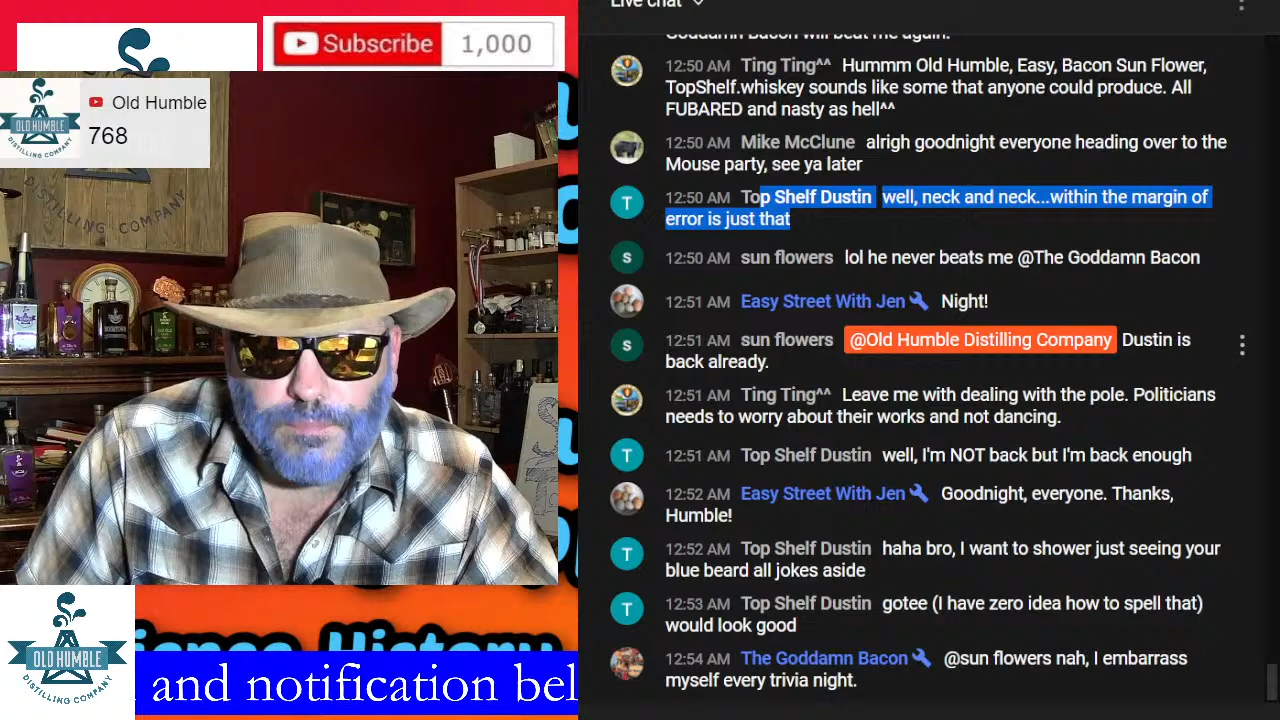 Subscribe
1,000
Old Humble
768
OLD HUMBLE
DISTILLING COMPANY
DISTILLING COMPANY
OLD HUMBLE
DISTILLING COMPANY
and notification bel
Live chat
Goddamn Bacon will beat me again.
12:50 AM Ting Ting^^ Hummm Old Humble, Easy, Bacon Sun Flower,
TopShelf.whiskey sounds like some that anyone could produce. All
FUBARED and nasty as hell^^
12:50 AM Mike McClune alrigh goodnight everyone heading over to the
Mouse party, see ya later
T
12:50 AM Top Shelf Dustin well, neck and neck...within the margin of
error is just that
S
12:50 AM sun flowers lol he never beats me @The Goddamn Bacon
12:51 AM Easy Street With Jen Night!
S
12:51 AM sun flowers @Old Humble Distilling Company Dustin is
back already.
12:51 AM Ting Ting^^ Leave me with dealing with the pole. Politicians
needs to worry about their works and not dancing.
T
12:51 AM Top Shelf Dustin well, I'm NOT back but I'm back enough
12:52 AM Easy Street With Jen Goodnight, everyone. Thanks,
Humble!
T
12:52 AM Top Shelf Dustin haha bro, I want to shower just seeing your
blue beard all jokes aside
T
12:53 AM Top Shelf Dustin gotee (I have zero idea how to spell that)
would look good
12:54 AM The Goddamn Bacon @sun flowers nah, I embarrass
myself every trivia night.